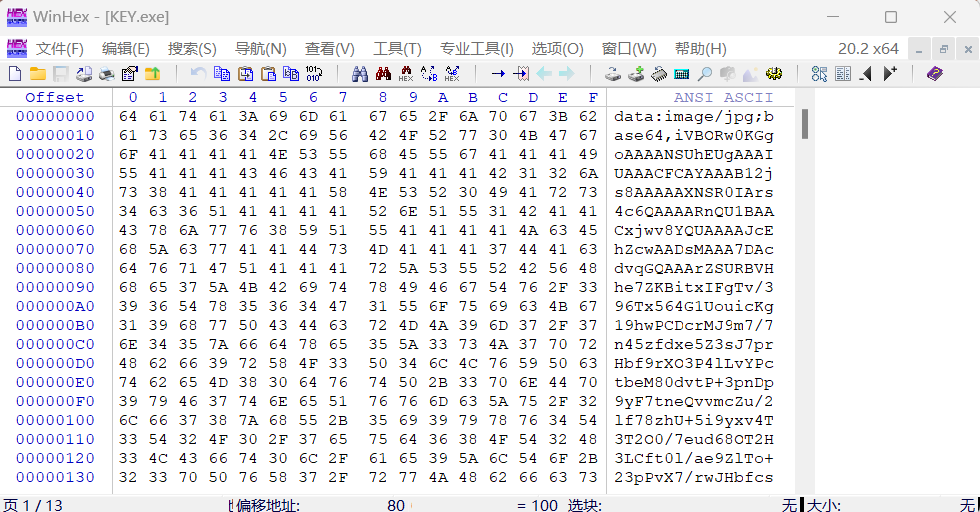 WinHex - [KEY.exe]
文件(F) 编辑(E) 搜索(S) 导航(N) 查看(V) 工具(T) 专业工具(I) 选项(O) 窗口(W) 帮助(H) 20.2 x64
Offset 0 1 2 3 4 5 6 7 8 9 A B C D E F ANSI ASCII
00000000 64 61 74 61 3A 69 6D 61 67 65 2F 6A 70 67 3B 62 data:image/jpg;b
00000010 61 73 65 36 34 2C 69 56 42 4F 52 77 30 4B 47 67 ase64,iVBORw0KGg
00000020 6F 41 41 41 41 4E 53 55 68 45 55 67 41 41 41 49 oAAAANSUhEUgAAAI
00000030 55 41 41 41 43 46 43 41 59 41 41 41 42 31 32 6A UAAACFCAYAAAB12j
00000040 73 38 41 41 41 41 41 58 4E 53 52 30 49 41 72 73 s8AAAAAXNSR0IArs
00000050 34 63 36 51 41 41 41 41 52 6E 51 55 31 42 41 41 4c6QAAAARnQU1BAA
00000060 43 78 6A 77 76 38 59 51 55 41 41 41 41 4A 63 45 Cxjwv8YQUAAAAJcE
00000070 68 5A 63 77 41 41 44 73 4D 41 41 41 37 44 41 63 hZcwAADsMAAA7DAc
00000080 64 76 71 47 51 41 41 41 72 5A 53 55 52 42 56 48 dvqGQAAArZSURBVH
00000090 68 65 37 5A 4B 42 69 74 78 49 46 67 54 76 2F 33 he7ZKBitxIFgTv/3
000000A0 39 36 54 78 35 36 34 47 31 55 6F 75 69 63 4B 67 96Tx564G1UouicKg
000000B0 31 39 68 77 50 43 44 63 72 4D 4A 39 6D 37 2F 37 19hwPCDcrMJ9m7/7
000000C0 6E 34 35 7A 66 64 78 65 35 5A 33 73 4A 37 70 72 n45zfdxe5Z3sJ7pr
000000D0 48 62 66 39 72 58 4F 33 50 34 6C 4C 76 59 50 63 Hbf9rXO3P4lLvYPc
000000E0 74 62 65 4D 38 30 64 76 74 50 2B 33 70 6E 44 70 tbeM80dvtP+3pnDp
000000F0 39 79 46 37 74 6E 65 51 76 76 6D 63 5A 75 2F 32 9yF7tneQvvmcZu/2
00000100 6C 66 37 38 7A 68 55 2B 35 69 39 79 78 76 34 54 lf78zhU+5i9yxv4T
00000110 33 54 32 4F 30 2F 37 65 75 64 36 38 4F 54 32 48 3T2O0/7eud68OT2H
00000120 33 4C 43 66 74 30 6C 2F 61 65 39 5A 6C 54 6F 2B 3LCft0l/ae9ZlTo+
00000130 32 33 70 50 76 58 37 2F 72 77 4A 48 62 66 63 73 23pPvX7/rwJHbfcs
页 1 / 13 偏移地址: 80 = 100 选块: 无 大小: 无